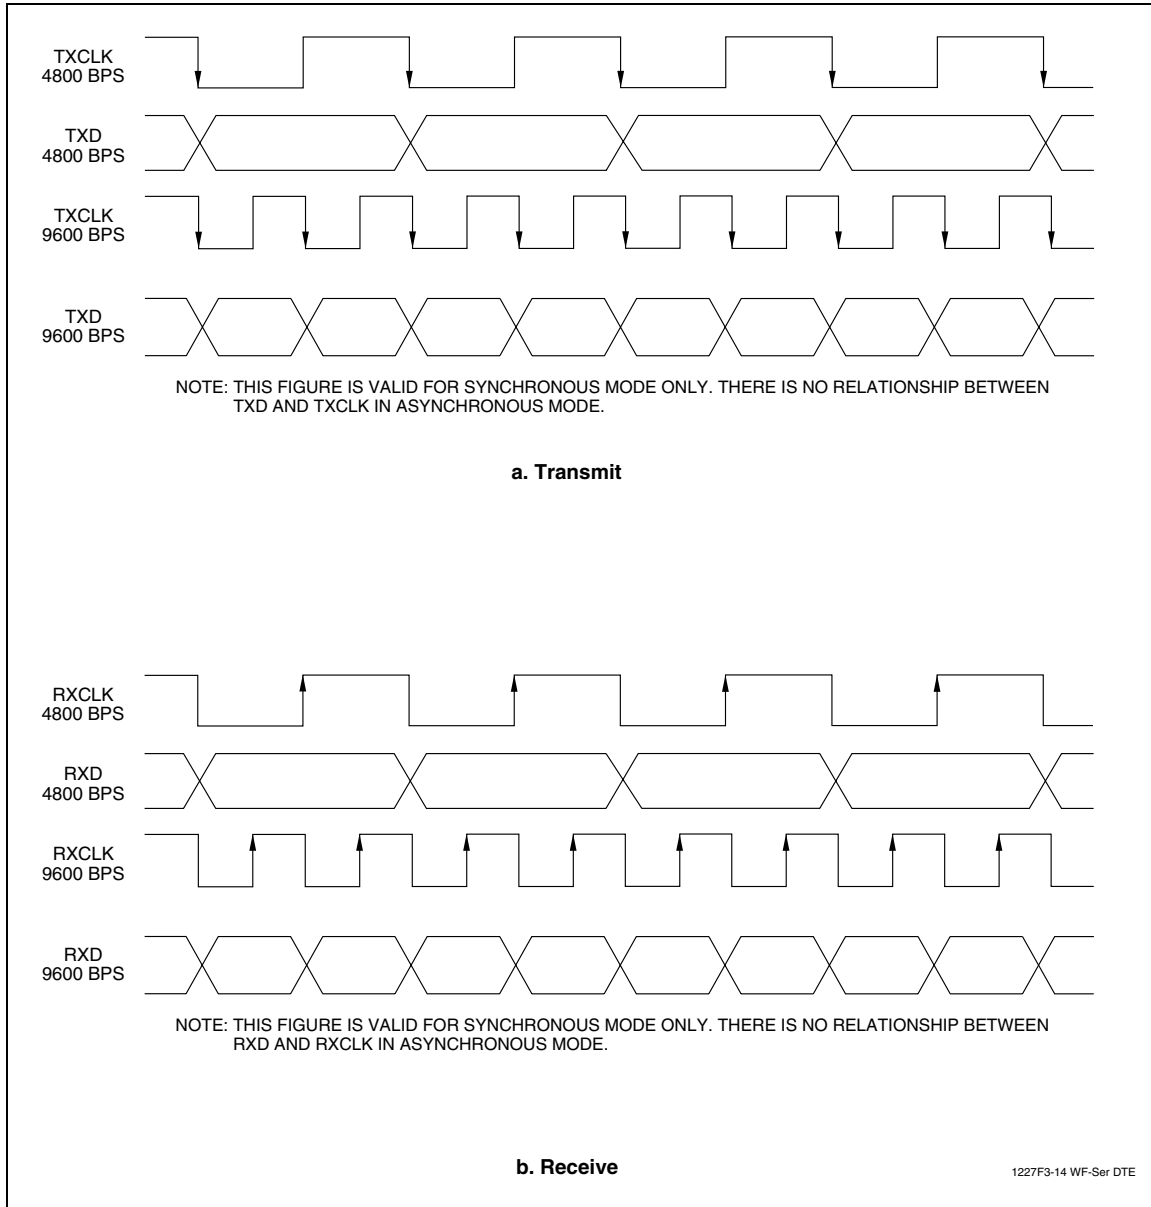 TXCLK
4800 BPS
TXD
4800 BPS
TXCLK
9600 BPS
TXD
9600 BPS
NOTE: THIS FIGURE IS VALID FOR SYNCHRONOUS MODE ONLY. THERE IS NO RELATIONSHIP BETWEEN
TXD AND TXCLK IN ASYNCHRONOUS MODE.
a. Transmit
RXCLK
4800 BPS
RXD
4800 BPS
RXCLK
9600 BPS
RXD
9600 BPS
NOTE: THIS FIGURE IS VALID FOR SYNCHRONOUS MODE ONLY. THERE IS NO RELATIONSHIP BETWEEN
RXD AND RXCLK IN ASYNCHRONOUS MODE.
b. Receive
1227F3-14 WF-Ser DTE